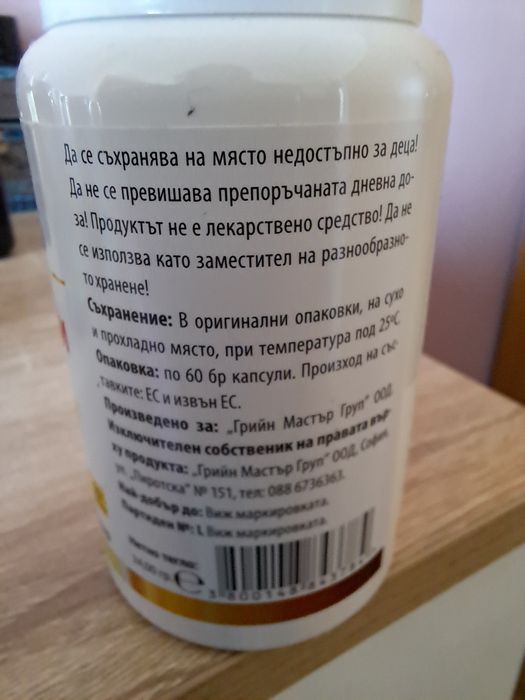 Да се съхранява на място недостъпно за деца!
Да не се превишава препоръчаната дневна до-
за! Продуктът не е лекарствено средство! Да не
се използва като заместител на разнообразно-
то хранене!
Съхранение: В оригинални опаковки, на сухо
и прохладно място, при температура под 25°C.
Опаковка: по 60 бр капсули. Произход на със-
тавките: ЕС и извън ЕС.
Произведено за: „Грийн Мастър Груп" ООД.
Изключителен собственик на правата вър-
ху продукта: „Грийн Мастър Груп" ООД, София,
ул. „Пиротска" № 151, тел: 088 6736363.
Най-добър до: Виж маркировката.
Партиден №: L Виж маркировката.
Нетно тегло:
гр. e